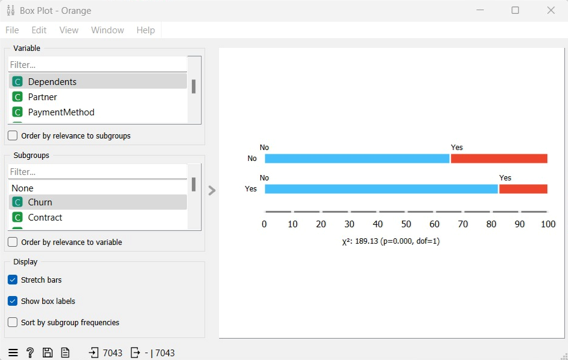 Box Plot - Orange
File Edit View Window Help
Variable
Filter...
C Dependents
C Partner
C PaymentMethod
Order by relevance to subgroups
Subgroups
Filter...
None
C Churn
C Contract
Order by relevance to variable
Display
Stretch bars
Show box labels
Sort by subgroup frequencies
7043 - | 7043
No Yes
No
No Yes
Yes
0 10 20 30 40 50 60 70 80 90 100
χ²: 189.13 (p=0.000, dof=1)